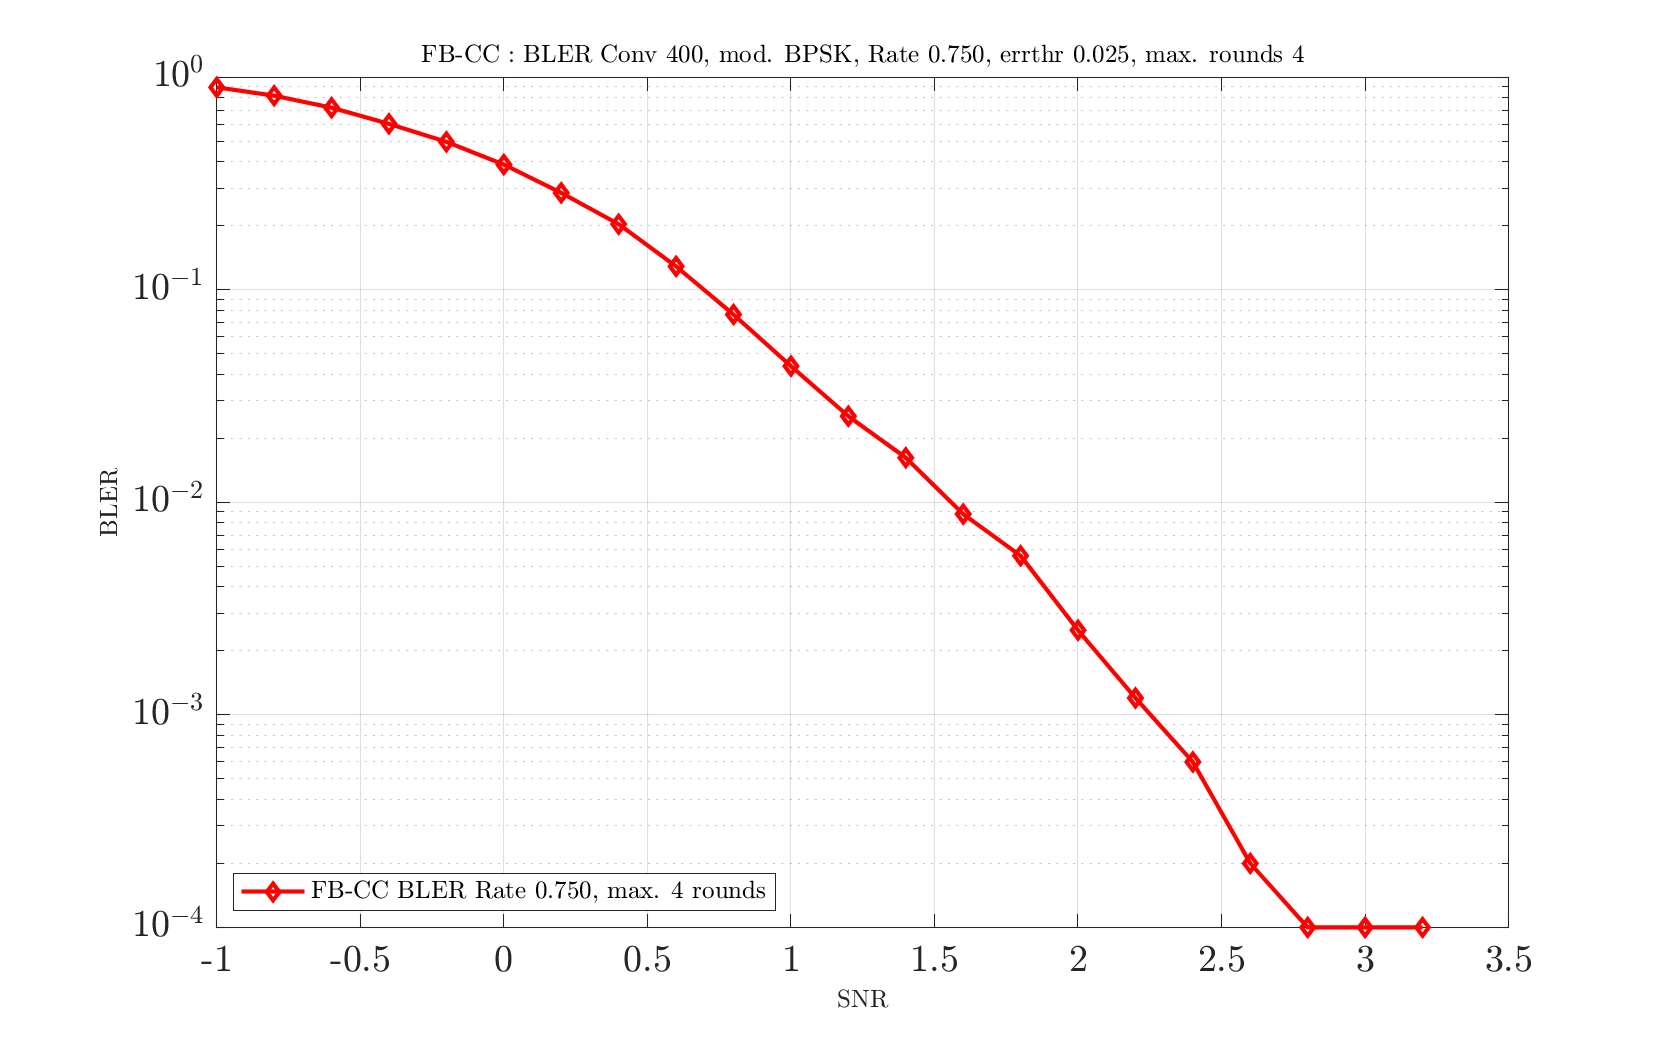 FB-CC : BLER Conv 400, mod. BPSK, Rate 0.750, errthr 0.025, max. rounds 4
10^0
10^-1
10^-2
10^-3
10^-4
BLER
FB-CC BLER Rate 0.750, max. 4 rounds
-1 -0.5 0 0.5 1 1.5 2 2.5 3 3.5
SNR